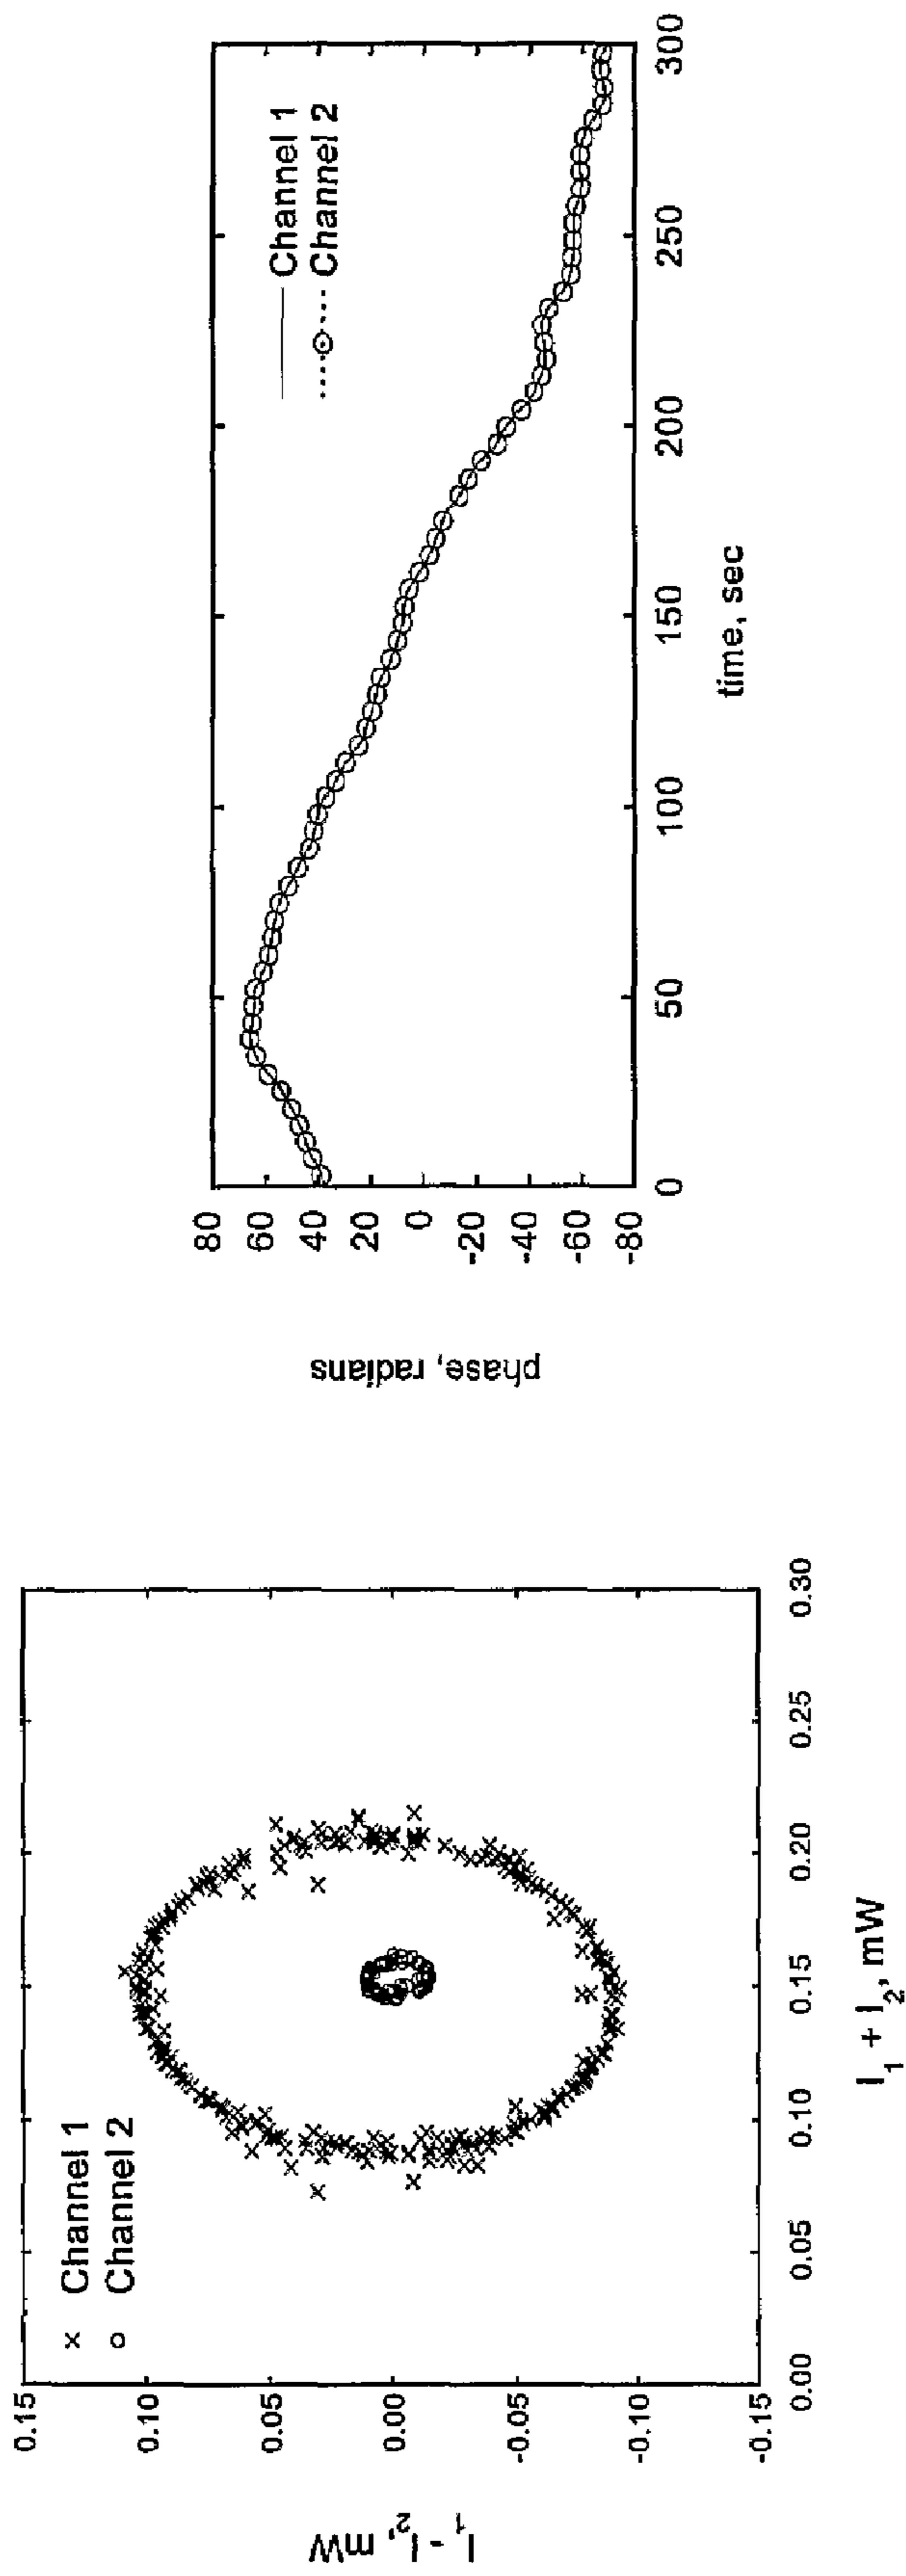 × Channel 1
o Channel 2
0.15
0.10
0.05
0.00
-0.05
-0.10
-0.15
I₁ - I₂, mW
0.00 0.05 0.10 0.15 0.20 0.25 0.30
I₁ + I₂, mW
Channel 1
Channel 2
80
60
40
20
0
-20
-40
-60
-80
phase, radians
0 50 100 150 200 250 300
time, sec